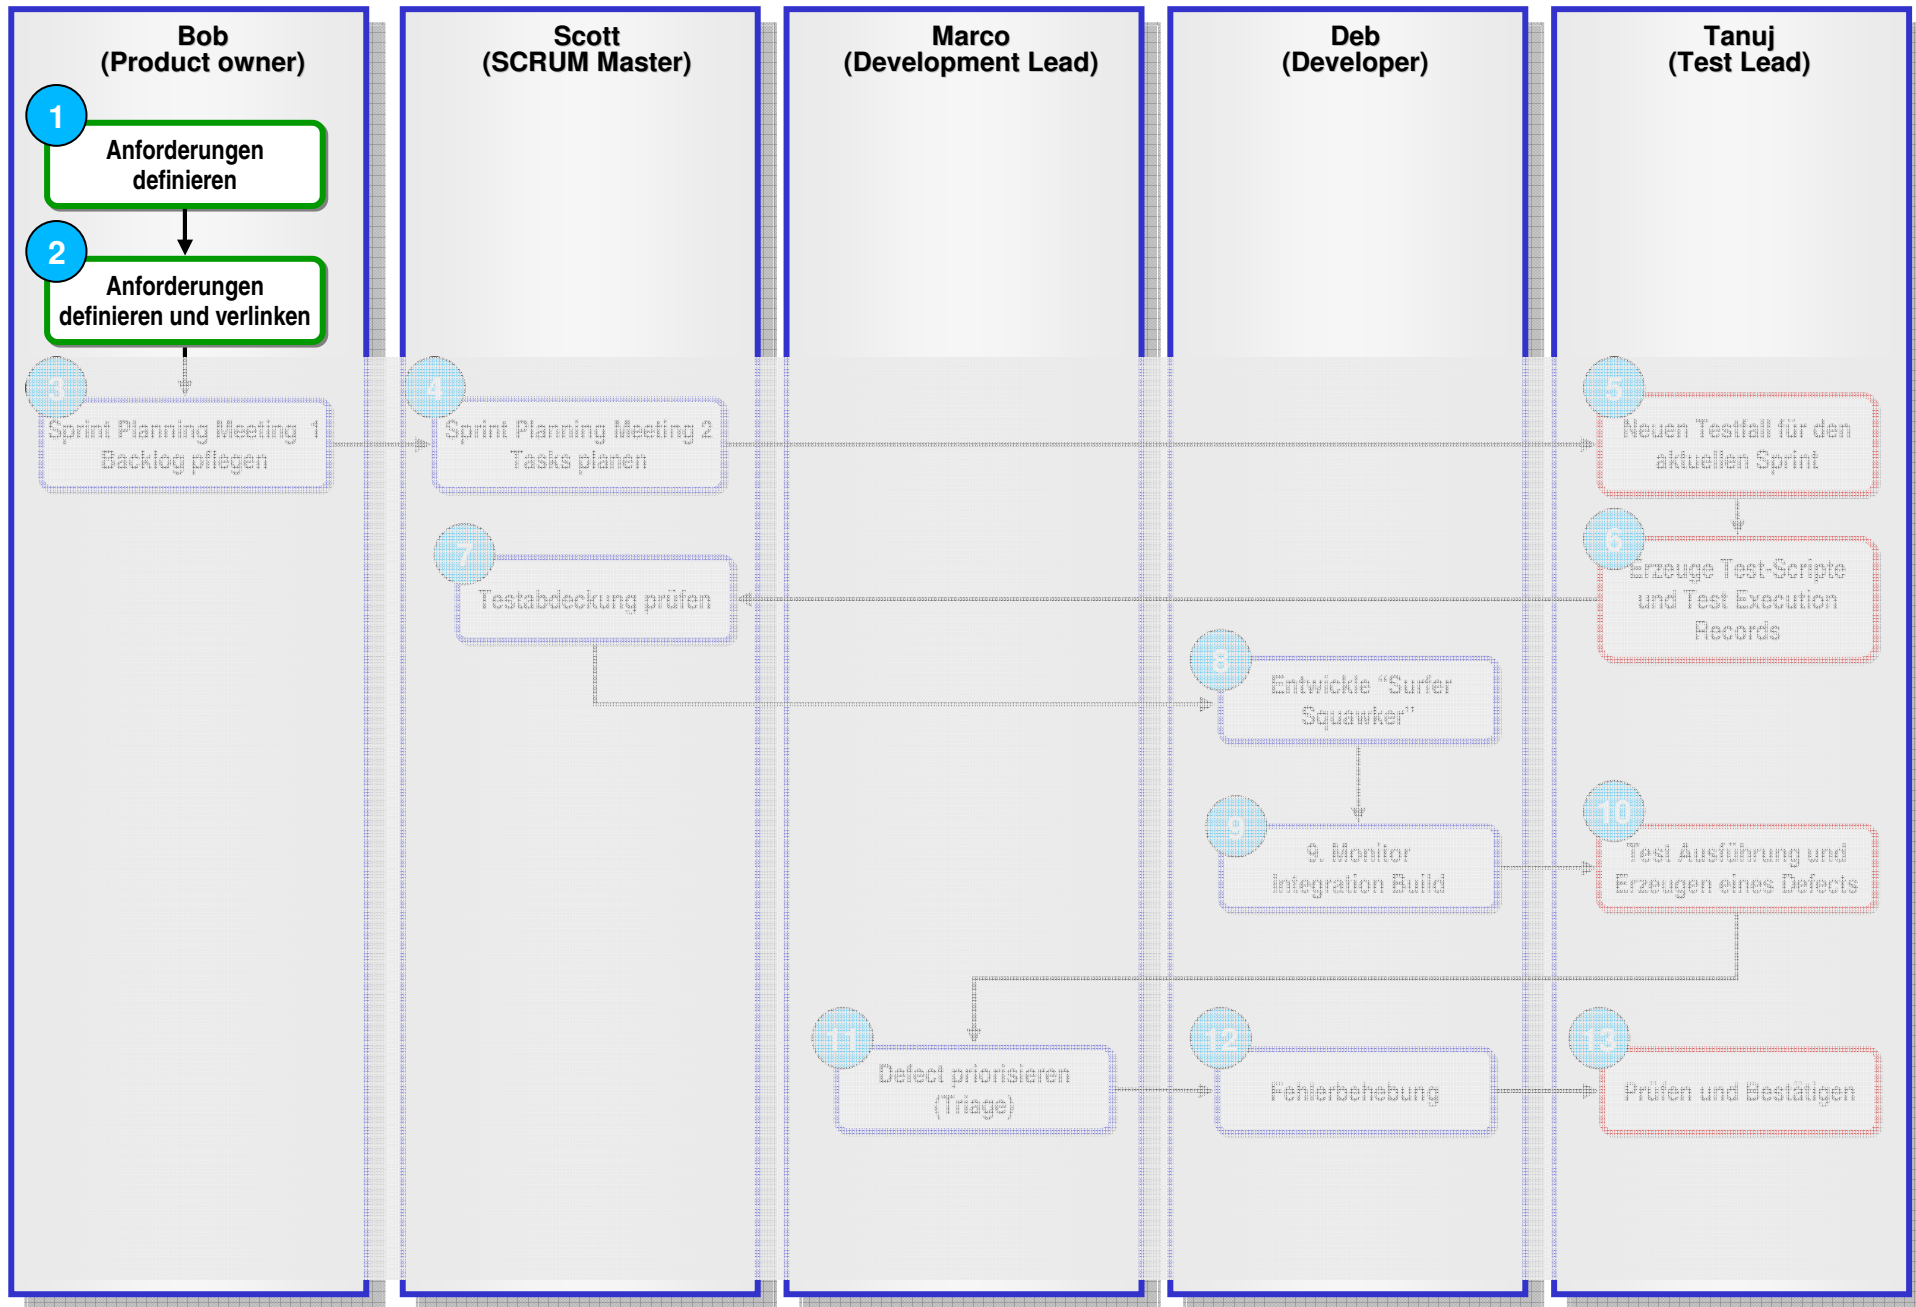 Bob
(Product owner)
Scott
(SCRUM Master)
Marco
(Development Lead)
Deb
(Developer)
Tanuj
(Test Lead)
1
Anforderungen
definieren
2
Anforderungen
definieren und verlinken
3
Sprint Planning Meeting 1
Backlog pflegen
4
Sprint Planning Meeting 2
Tasks planen
5
Neuen Testfall für den
aktuellen Sprint
6
Erzeuge Test-Scripte
und Test Execution
Records
7
Testabdeckung prüfen
8
Entwickle “Surfer
Squawker”
9
9. Monitor
Integration Build
10
Test Ausführung und
Erzeugen eines Defects
11
Defect priorisieren
(Triage)
12
Fehlerbehebung
13
Prüfen und Bestätigen